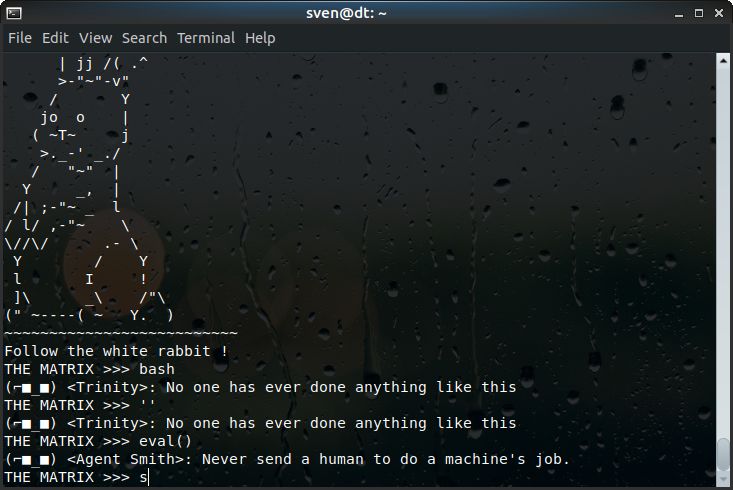 sven@dt: ~
File Edit View Search Terminal Help
       | jj /( .^
      >-"~"-v"
     /       Y
    jo  o    |
   ( ~T~     j
    >._-' _./
   /   "~"  |
  Y     _,  |
 /| ;-"~ _  l
/ l/ ,-"~    \
\//\/      .- \
 Y        /    Y
 l       I     !
 ]\      _\    /"\
(" ~----( ~   Y.  )
~~~~~~~~~~~~~~~~~~~~~~~~~~
Follow the white rabbit !
THE MATRIX >>> bash
(⌐■_■) <Trinity>: No one has ever done anything like this
THE MATRIX >>> ''
(⌐■_■) <Trinity>: No one has ever done anything like this
THE MATRIX >>> eval()
(⌐■_■) <Agent Smith>: Never send a human to do a machine's job.
THE MATRIX >>> s